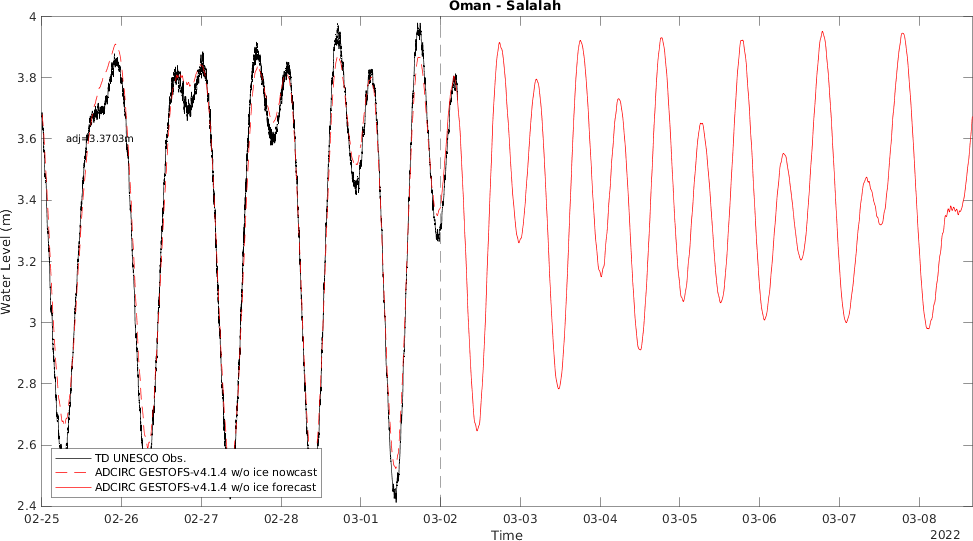 Oman - Salalah
4
3.8
3.6
3.4
3.2
3
2.8
2.6
2.4
Water Level (m)
adj=3.3703m
TD UNESCO Obs.
ADCIRC GESTOFS-v4.1.4 w/o ice nowcast
ADCIRC GESTOFS-v4.1.4 w/o ice forecast
02-25 02-26 02-27 02-28 03-01 03-02 03-03 03-04 03-05 03-06 03-07 03-08
Time
2022